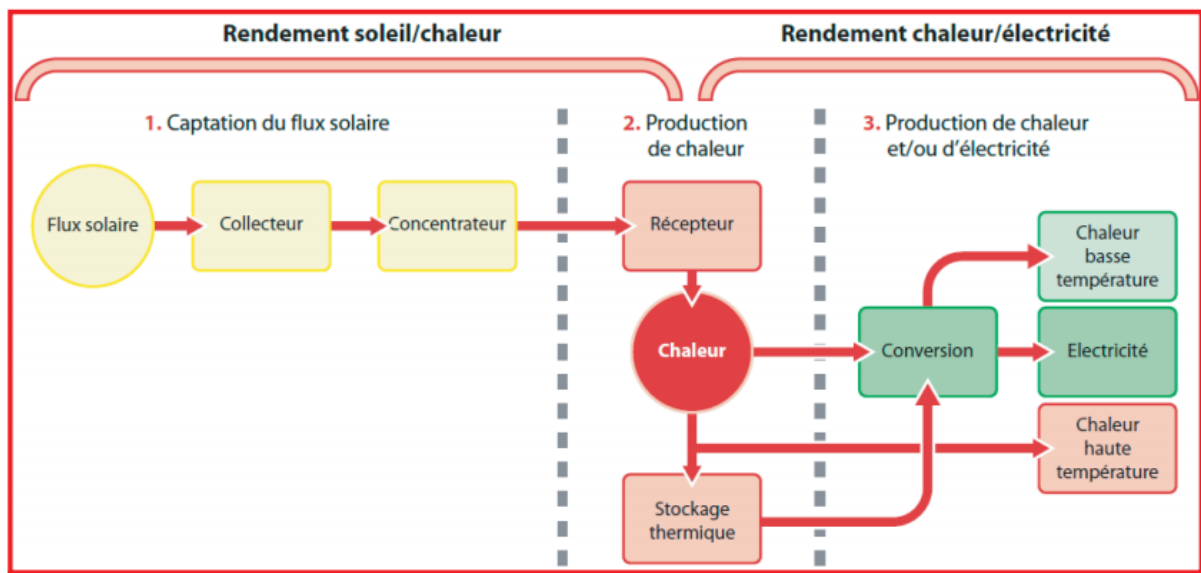 Rendement soleil/chaleur
Rendement chaleur/électricité
1. Captation du flux solaire
2. Production
de chaleur
3. Production de chaleur
et/ou d'électricité
Flux solaire
Collecteur
Concentrateur
Récepteur
Chaleur
basse
température
Chaleur
Conversion
Electricité
Chaleur
haute
température
Stockage
thermique